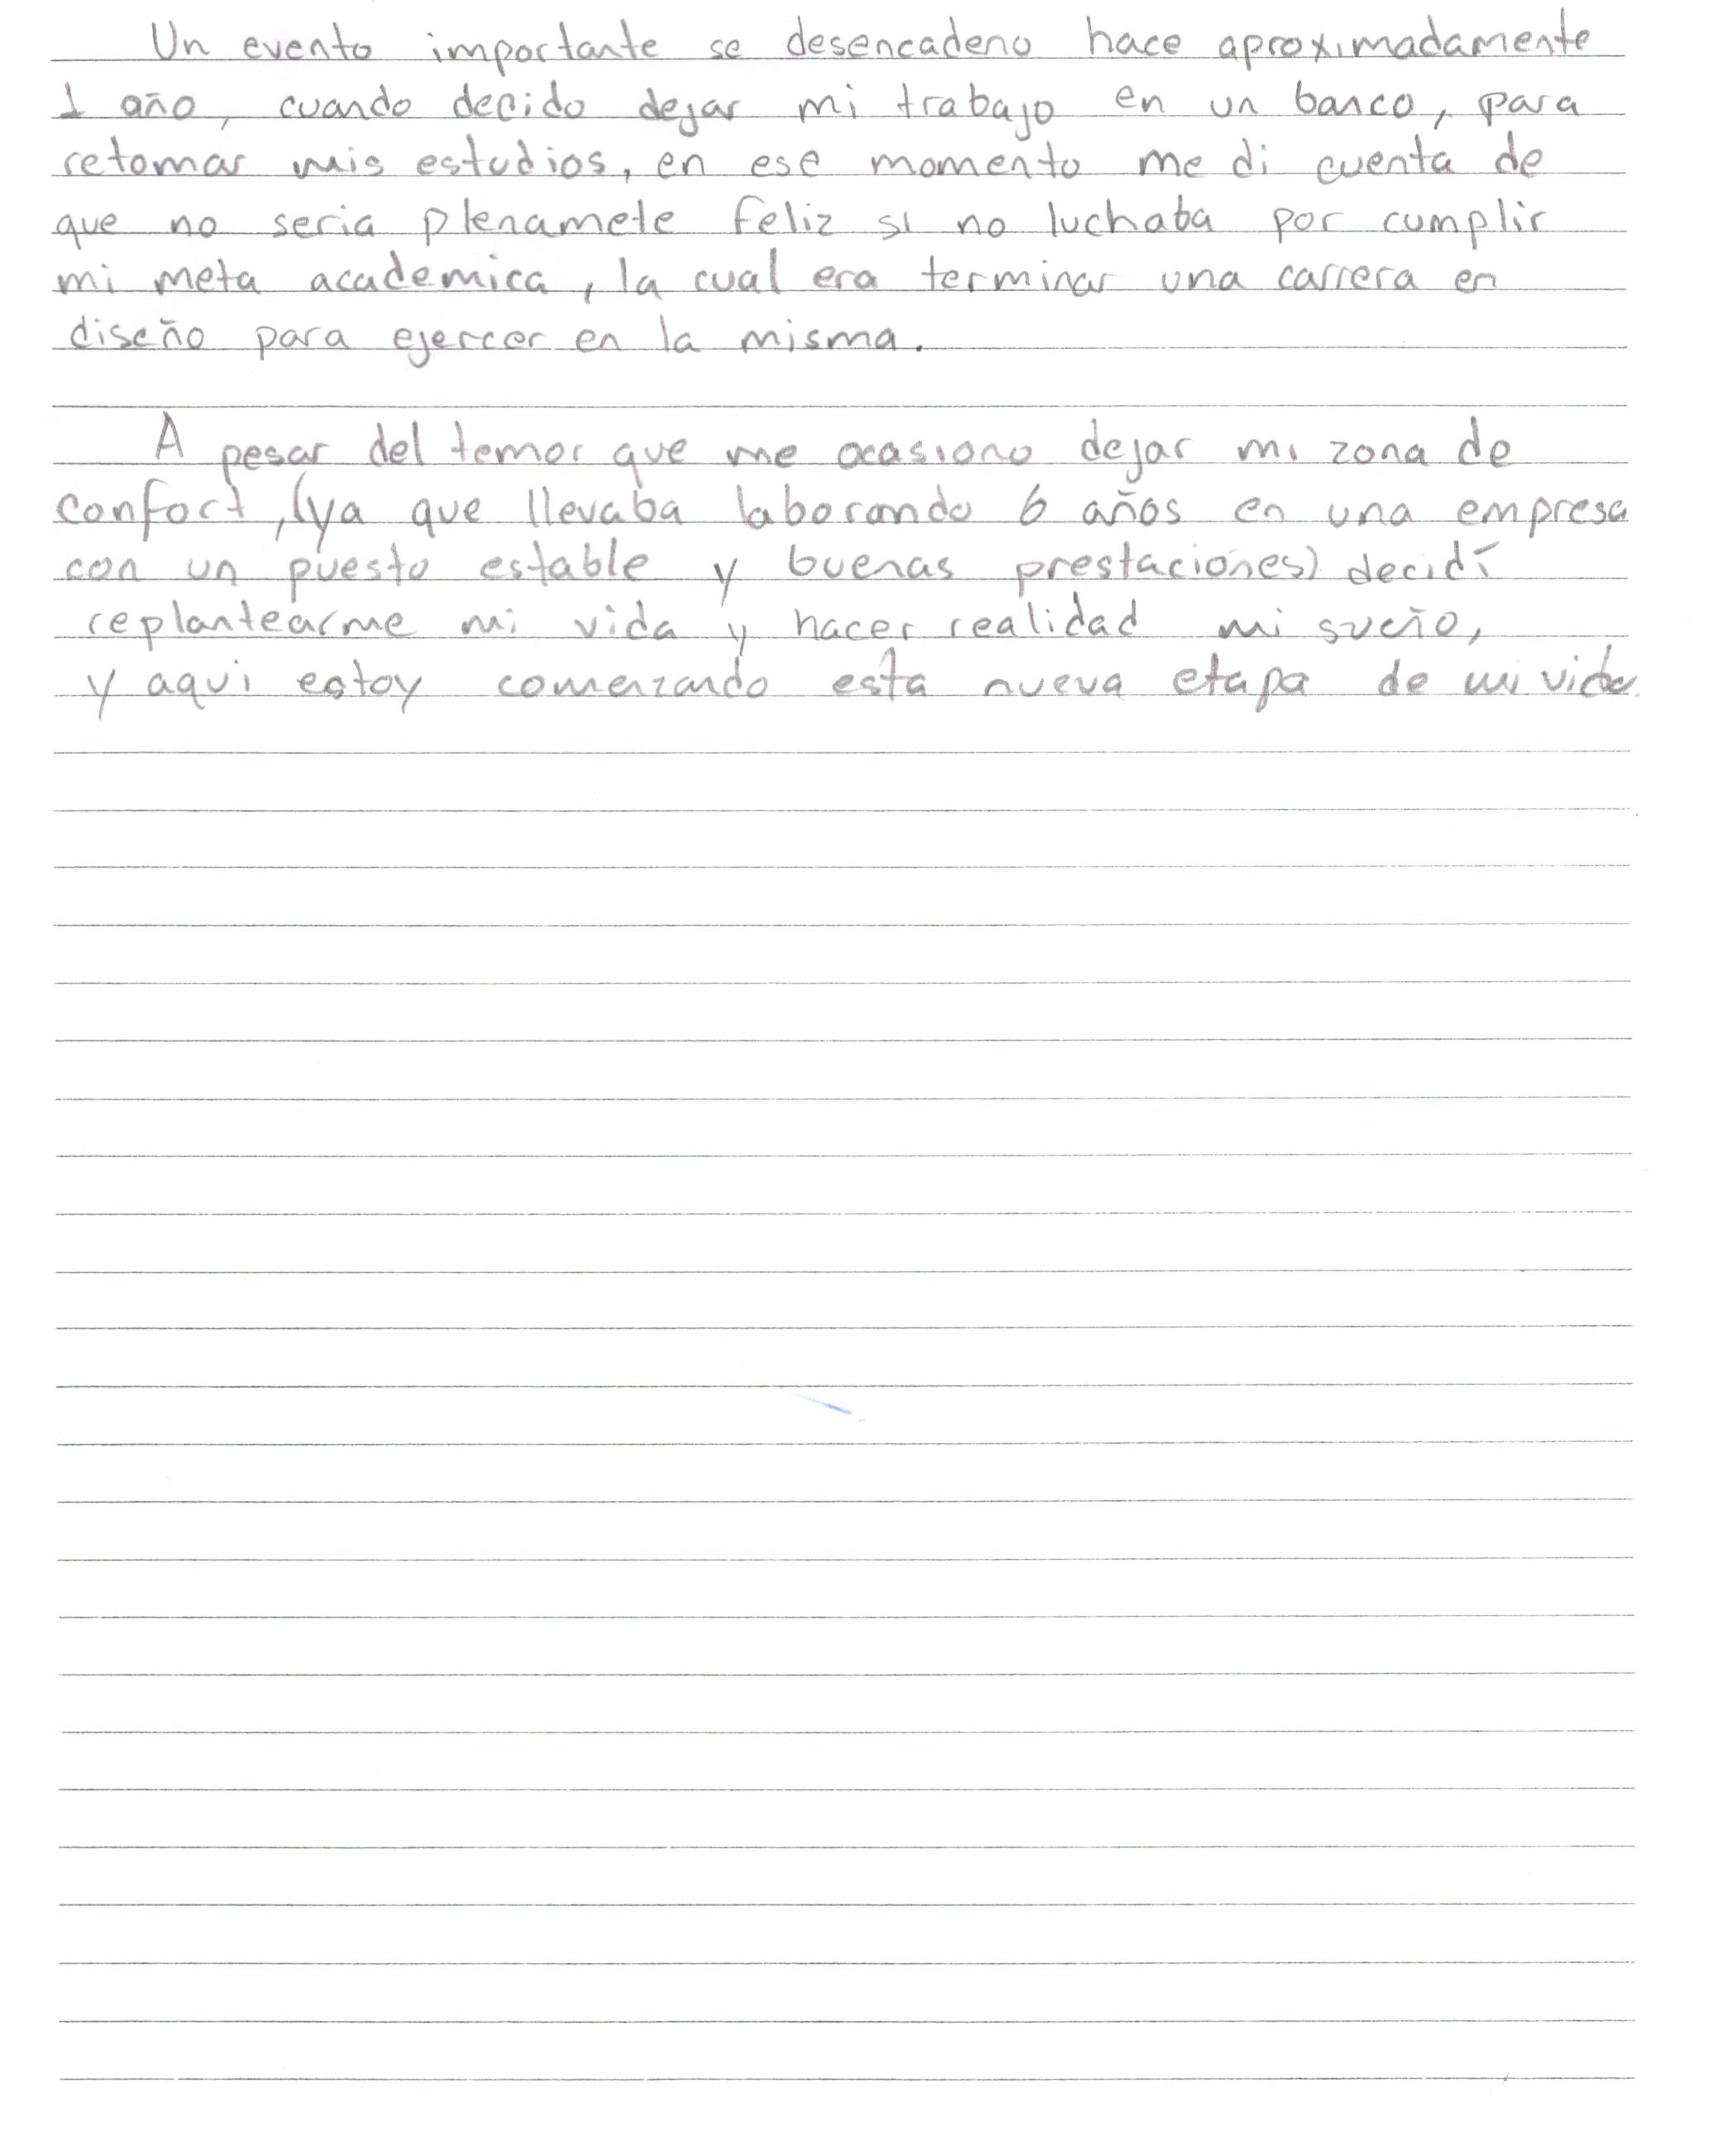 Un evento importante se desencadeno hace aproximadamente
1 año, cuando decido dejar mi trabajo en un banco, para
retomar mis estudios, en ese momento me di cuenta de
que no seria plenamete feliz si no luchaba por cumplir
mi meta academica, la cual era terminar una carrera en
diseño para ejercer en la misma.
A pesar del temor que me ocasiono dejar mi zona de
confort, (ya que llevaba laborando 6 años en una empresa
con un puesto estable y buenas prestaciones) decidí
replantearme mi vida y hacer realidad mi sueño,
y aqui estoy comenzando esta nueva etapa de mi vida.